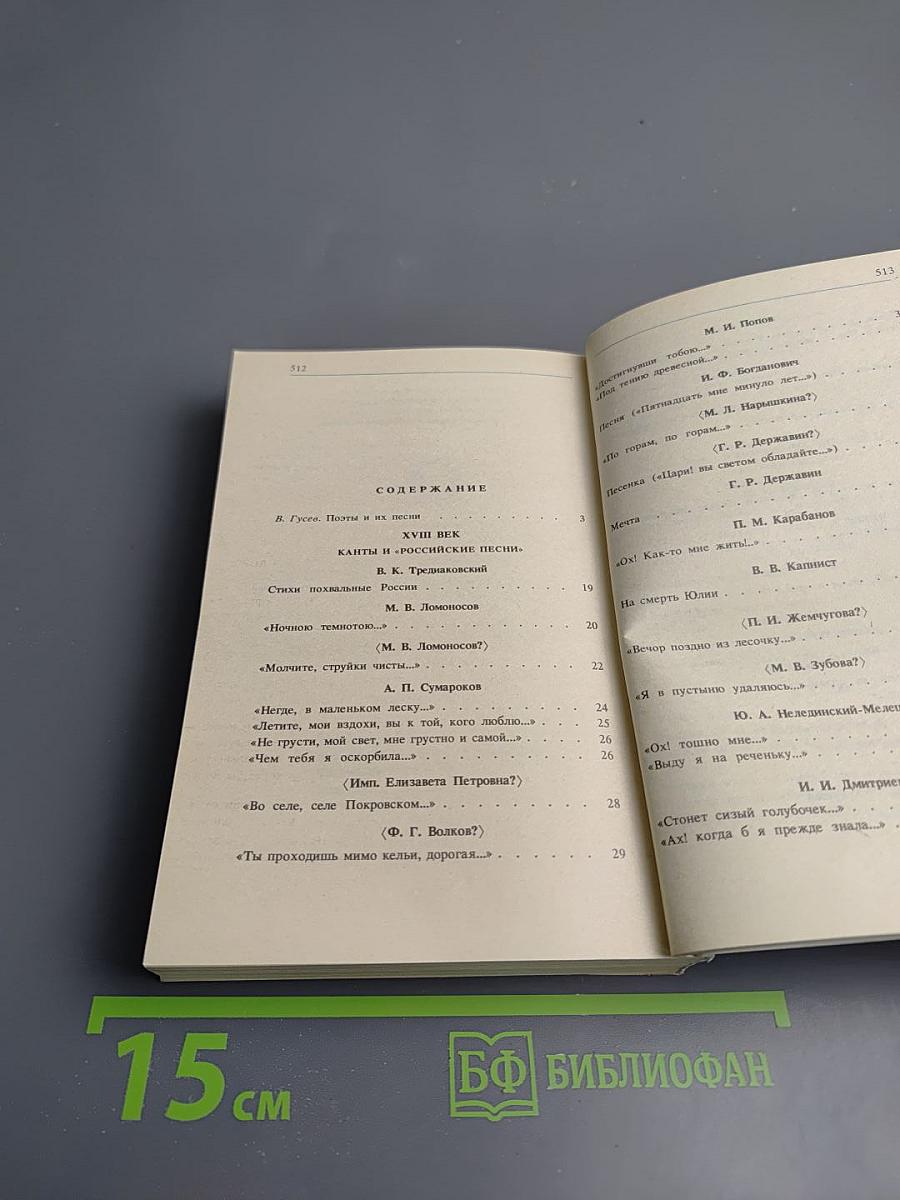 512
СОДЕРЖАНИЕ
В. Гусев. Поэты и их песни . . . . . . . . . . 3
XVIII ВЕК
КАНТЫ И «РОССИЙСКИЕ ПЕСНИ»
В. К. Тредиаковский
Стихи похвальные России . . . . . . . . . . 19
М. В. Ломоносов
«Ночною темнотою...» . . . . . . . . . . . 20
⟨М. В. Ломоносов?⟩
«Молчите, струйки чисты...» . . . . . . . . . 22
А. П. Сумароков
«Негде, в маленьком леску...» . . . . . . . . 24
«Летите, мои вздохи, вы к той, кого люблю...» . . . . 25
«Не грусти, мой свет, мне грустно и самой...» . . . . 26
«Чем тебя я оскорбила...» . . . . . . . . . . 26
⟨Имп. Елизавета Петровна?⟩
«Во селе, селе Покровском...» . . . . . . . . . 28
⟨Ф. Г. Волков?⟩
«Ты проходишь мимо кельи, дорогая...» . . . . . . 29
513
М. И. Попов
«Достигнувши тобою...» . . . . . . . . . 3
«Под тению древесной...» . . . . . . . . .
И. Ф. Богданович
Песня («Пятнадцать мне минуло лет...») . . . . .
⟨М. Л. Нарышкина?⟩
«По горам, по горам...» . . . . . . . . .
⟨Г. Р. Державин?⟩
Песенка («Цари! вы светом обладайте...») . . . .
Г. Р. Державин
Мечта . . . . . . . . . . . .
П. М. Карабанов
«Ох! Как-то мне жить!..» . . . . . . . .
В. В. Капнист
На смерть Юлии . . . . . . . . . .
⟨П. И. Жемчугова?⟩
«Вечор поздно из лесочку...» . . . . . .
⟨М. В. Зубова?⟩
«Я в пустыню удаляюсь...» . . . . . .
Ю. А. Нелединский-Мелец
«Ох! тошно мне...» . . . . . . . .
«Выду я на реченьку...» . . . . . .
И. И. Дмитриев
«Стонет сизый голубочек...» . . . .
«Ах! когда б я прежде знала...» . .
15 см
БФ БИБЛИОФАН